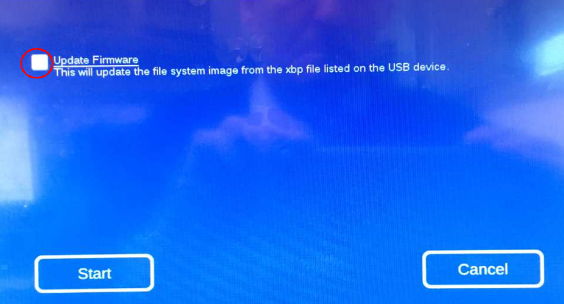 Update Firmware
This will update the file system image from the xbp file listed on the USB device.
Start
Cancel